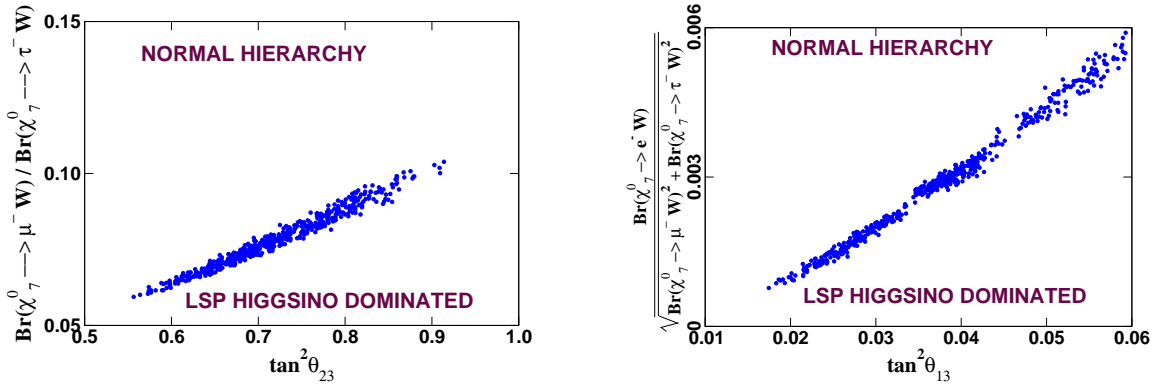 Br(χ⁰₇ —> μ⁻ W) / Br(χ⁰₇ —> τ⁻ W)
0.15
0.10
0.05
NORMAL HIERARCHY
LSP HIGGSINO DOMINATED
0.5 0.6 0.7 0.8 0.9 1.0
tan²θ₂₃
Br(χ⁰₇ —> e⁻ W)
√Br(χ⁰₇ —> μ⁻ W)² + Br(χ⁰₇ —> τ⁻ W)²
0.006
0.003
0
NORMAL HIERARCHY
LSP HIGGSINO DOMINATED
0.01 0.02 0.03 0.04 0.05 0.06
tan²θ₁₃